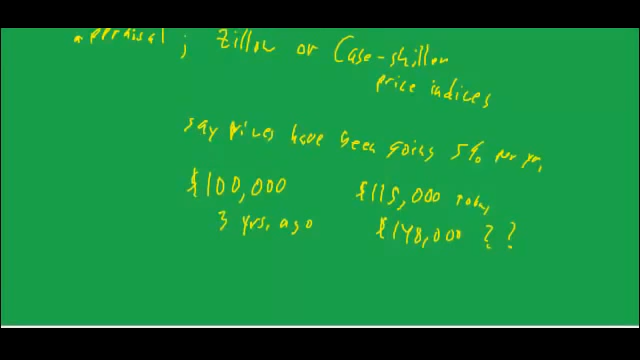 appraisal; Zillow or Case-Shiller
price indices
say prices have been going 5% per yr.
$100,000 $115,000 today
3 yrs. ago $148,000 ??